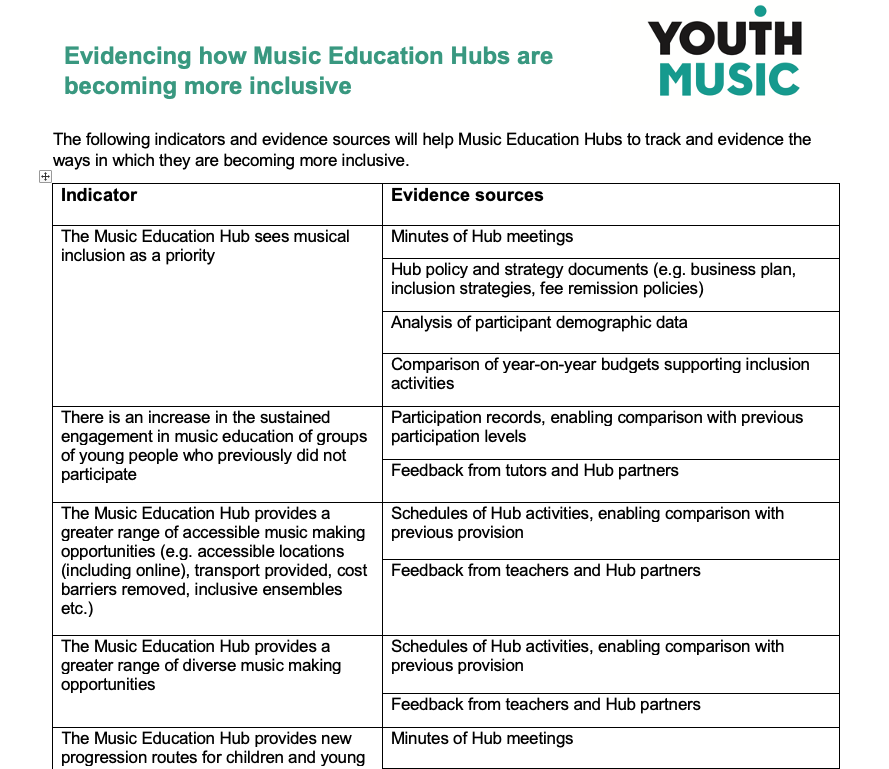 Evidencing how Music Education Hubs are
becoming more inclusive
YOUTH
MUSIC
The following indicators and evidence sources will help Music Education Hubs to track and evidence the
ways in which they are becoming more inclusive.
Indicator
Evidence sources
The Music Education Hub sees musical
inclusion as a priority
Minutes of Hub meetings
Hub policy and strategy documents (e.g. business plan,
inclusion strategies, fee remission policies)
Analysis of participant demographic data
Comparison of year-on-year budgets supporting inclusion
activities
There is an increase in the sustained
engagement in music education of groups
of young people who previously did not
participate
Participation records, enabling comparison with previous
participation levels
Feedback from tutors and Hub partners
The Music Education Hub provides a
greater range of accessible music making
opportunities (e.g. accessible locations
(including online), transport provided, cost
barriers removed, inclusive ensembles
etc.)
Schedules of Hub activities, enabling comparison with
previous provision
Feedback from teachers and Hub partners
The Music Education Hub provides a
greater range of diverse music making
opportunities
Schedules of Hub activities, enabling comparison with
previous provision
Feedback from teachers and Hub partners
The Music Education Hub provides new
progression routes for children and young
Minutes of Hub meetings